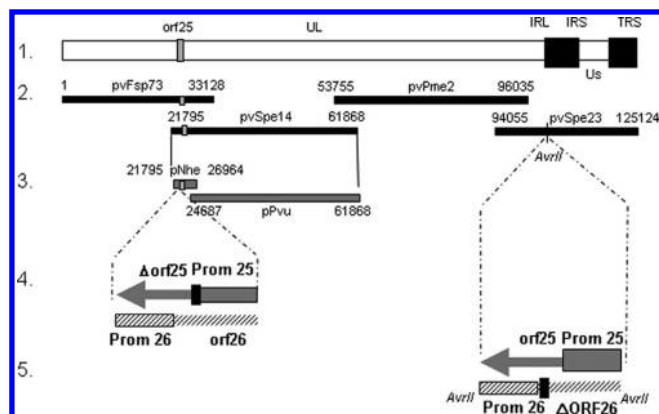 orf25 UL IRL IRS TRS
1.
Us
1 pvFsp73 33128 53755 pvPme2 96035
2.
21795 pvSpe14 61868 94055 pvSpe23 125124
AvrII
21795 pNhe 26964
3.
24687 pPvu 61868
4.
Δorf25 Prom 25
Prom 26 orf26
orf25 Prom 25
5.
AvrII Prom 26 ΔORF26 AvrII